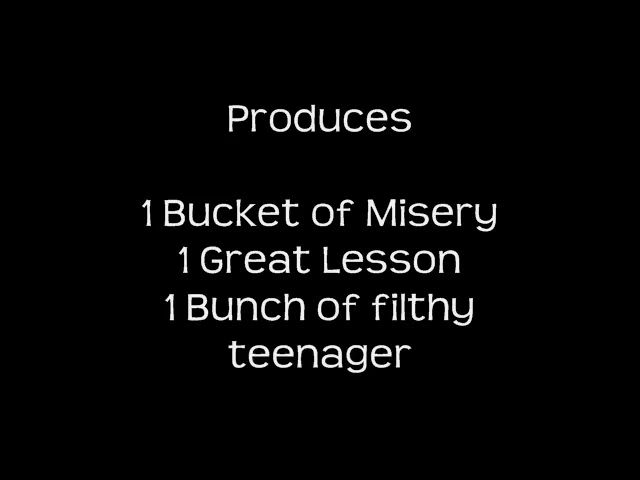 Produces
1 Bucket of Misery
1 Great Lesson
1 Bunch of filthy
teenager